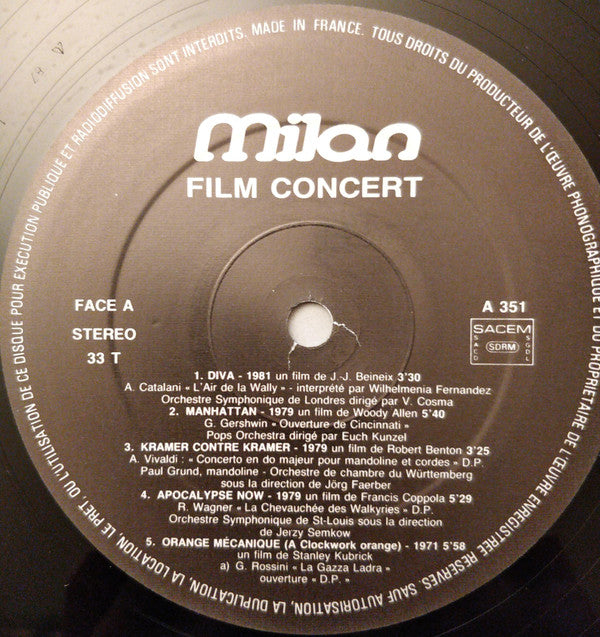 TOUS DROITS DU PRODUCTEUR DE L'ŒUVRE PHONOGRAPHIQUE ET DU PROPRIETAIRE DE L'ŒUVRE ENREGISTREE RESERVES. SAUF AUTORISATION, LA DUPLICATION, LA LOCATION, LE PRET, OU L'UTILISATION DE CE DISQUE POUR EXECUTION PUBLIQUE ET RADIODIFFUSION SONT INTERDITS. MADE IN FRANCE.
milan
FILM CONCERT
FACE A
STEREO
33 T
A 351
SACEM
SACD
SDRM
SGDL
1. DIVA - 1981 un film de J.-J. Beineix 3'30
A. Catalani « L'Air de la Wally » - interprété par Wilhelmenia Fernandez
Orchestre Symphonique de Londres dirigé par V. Cosma
2. MANHATTAN - 1979 un film de Woody Allen 5'40
G. Gershwin « Ouverture de Cincinnati »
Pops Orchestra dirigé par Euch Kunzel
3. KRAMER CONTRE KRAMER - 1979 un film de Robert Benton 3'25
A. Vivaldi : « Concerto en do majeur pour mandoline et cordes » D.P.
Paul Grund, mandoline - Orchestre de chambre du Württemberg
sous la direction de Jörg Faerber
4. APOCALYPSE NOW - 1979 un film de Francis Coppola 5'29
R. Wagner « La Chevauchée des Walkyries » D.P.
Orchestre Symphonique de St-Louis sous la direction
de Jerzy Semkow
5. ORANGE MÉCANIQUE (A Clockwork orange) - 1971 5'58
un film de Stanley Kubrick
a) G. Rossini « La Gazza Ladra »
ouverture « D.P. »